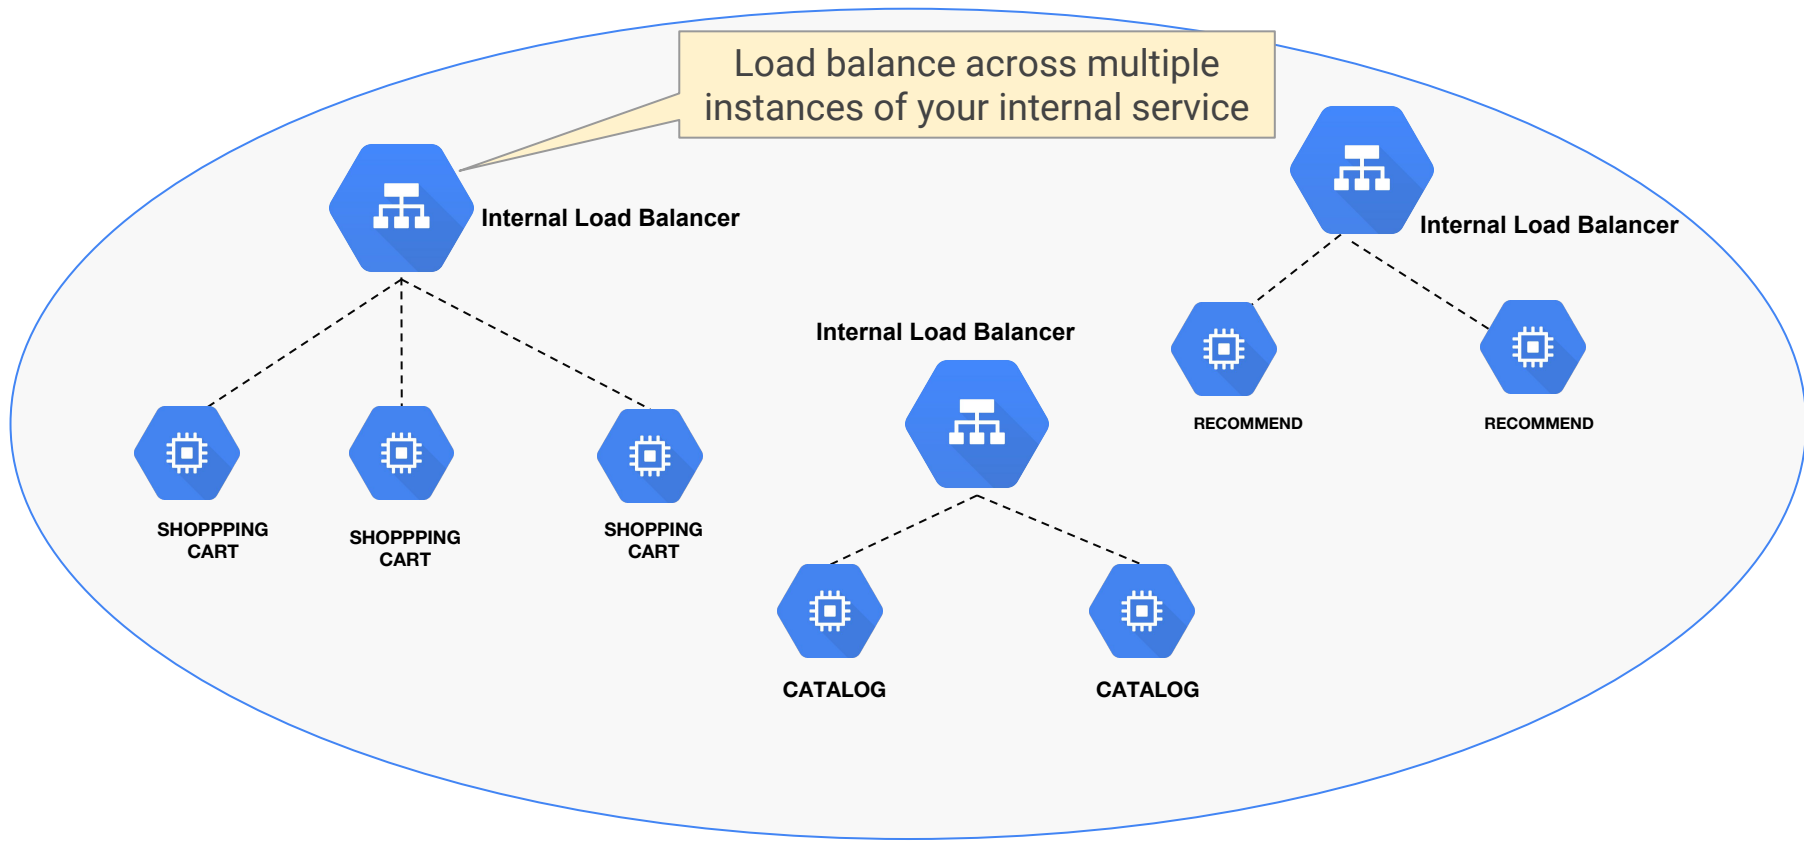 Load balance across multiple
instances of your internal service
Internal Load Balancer
Internal Load Balancer
Internal Load Balancer
RECOMMEND
RECOMMEND
SHOPPPING
CART
SHOPPPING
CART
SHOPPING
CART
CATALOG
CATALOG